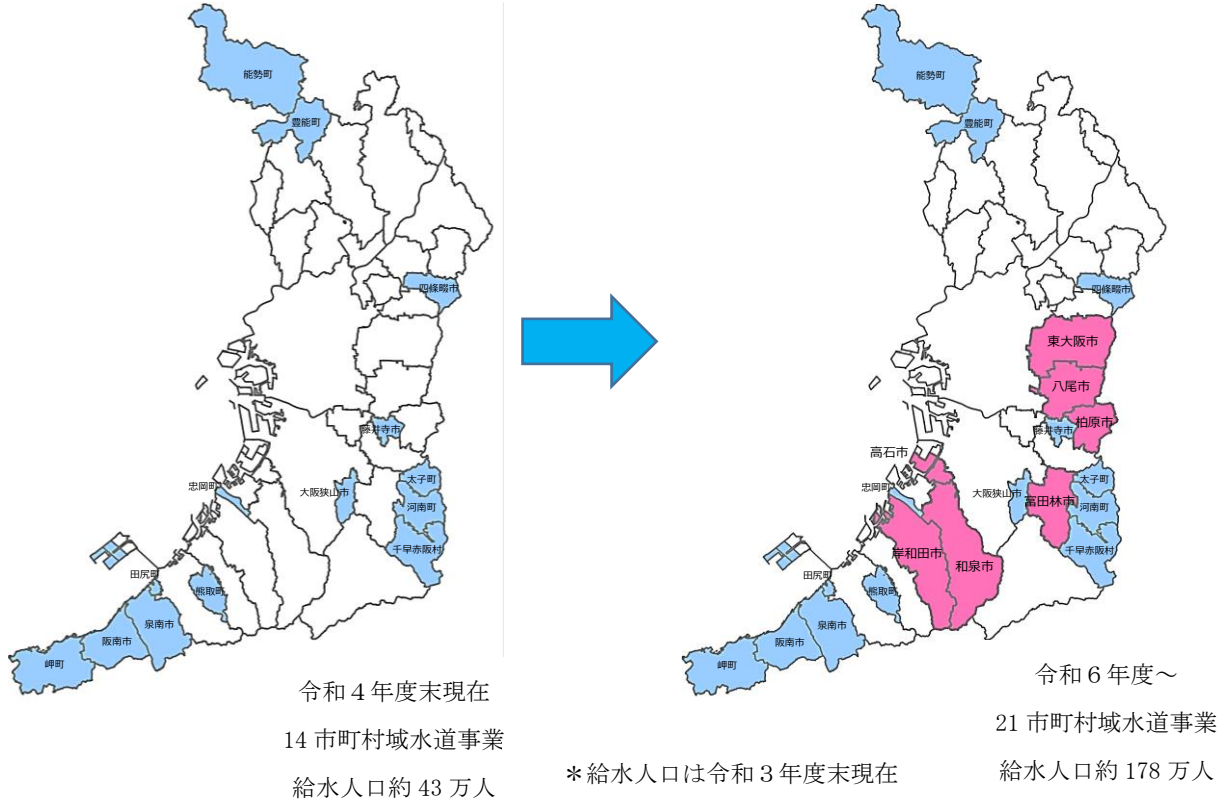 能勢町
豊能町
四條畷市
藤井寺市
太子町
忠岡町
大阪狭山市
河南町
千早赤阪村
田尻町
熊取町
泉南市
阪南市
岬町
令和４年度末現在
14 市町村域水道事業
給水人口約 43 万人
能勢町
豊能町
四條畷市
東大阪市
八尾市
柏原市
藤井寺市
高石市
太子町
忠岡町
大阪狭山市
富田林市
河南町
千早赤阪村
岸和田市
和泉市
田尻町
熊取町
泉南市
阪南市
岬町
令和６年度～
21 市町村域水道事業
給水人口約 178 万人
＊給水人口は令和３年度末現在